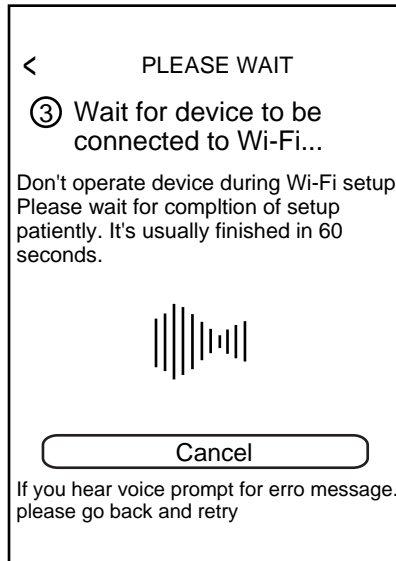 < PLEASE WAIT
③ Wait for device to be
connected to Wi-Fi...
Don't operate device during Wi-Fi setup
Please wait for compltion of setup
patiently. It's usually finished in 60
seconds.
Cancel
If you hear voice prompt for erro message.
please go back and retry